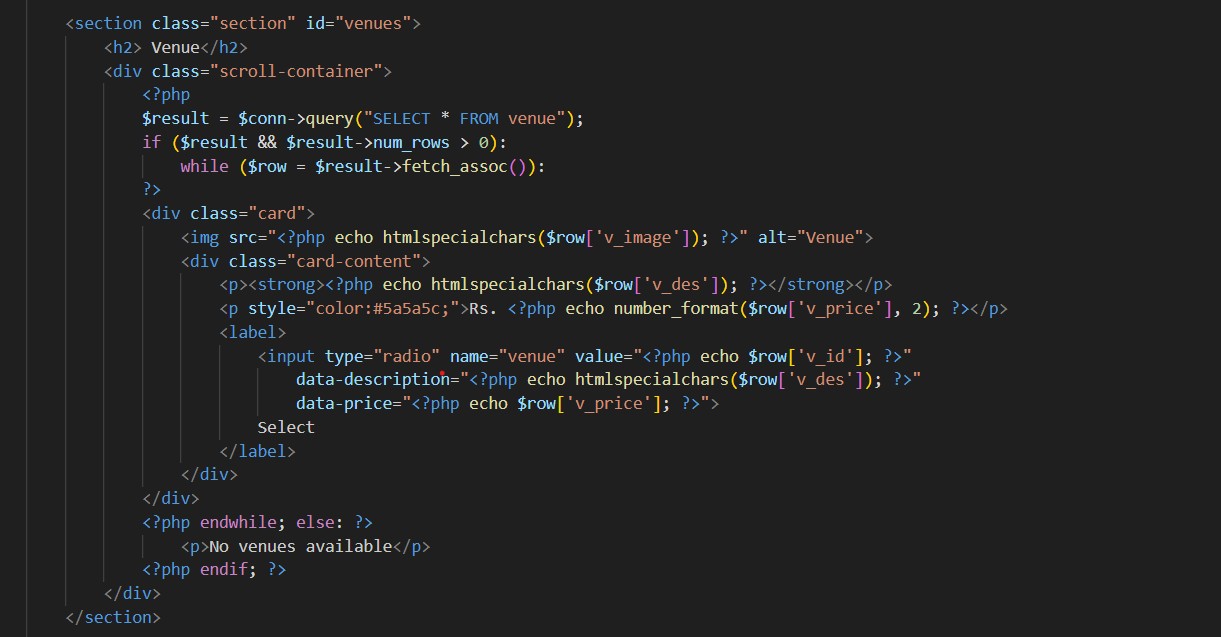 <section class="section" id="venues">
    <h2> Venue</h2>
    <div class="scroll-container">
        <?php
        $result = $conn->query("SELECT * FROM venue");
        if ($result && $result->num_rows > 0):
            while ($row = $result->fetch_assoc()):
        ?>
        <div class="card">
            <img src="<?php echo htmlspecialchars($row['v_image']); ?>" alt="Venue">
            <div class="card-content">
                <p><strong><?php echo htmlspecialchars($row['v_des']); ?></strong></p>
                <p style="color:#5a5a5c;">Rs. <?php echo number_format($row['v_price'], 2); ?></p>
                <label>
                    <input type="radio" name="venue" value="<?php echo $row['v_id']; ?>"
                        data-description="<?php echo htmlspecialchars($row['v_des']); ?>"
                        data-price="<?php echo $row['v_price']; ?>">
                    Select
                </label>
            </div>
        </div>
        <?php endwhile; else: ?>
            <p>No venues available</p>
        <?php endif; ?>
    </div>
</section>